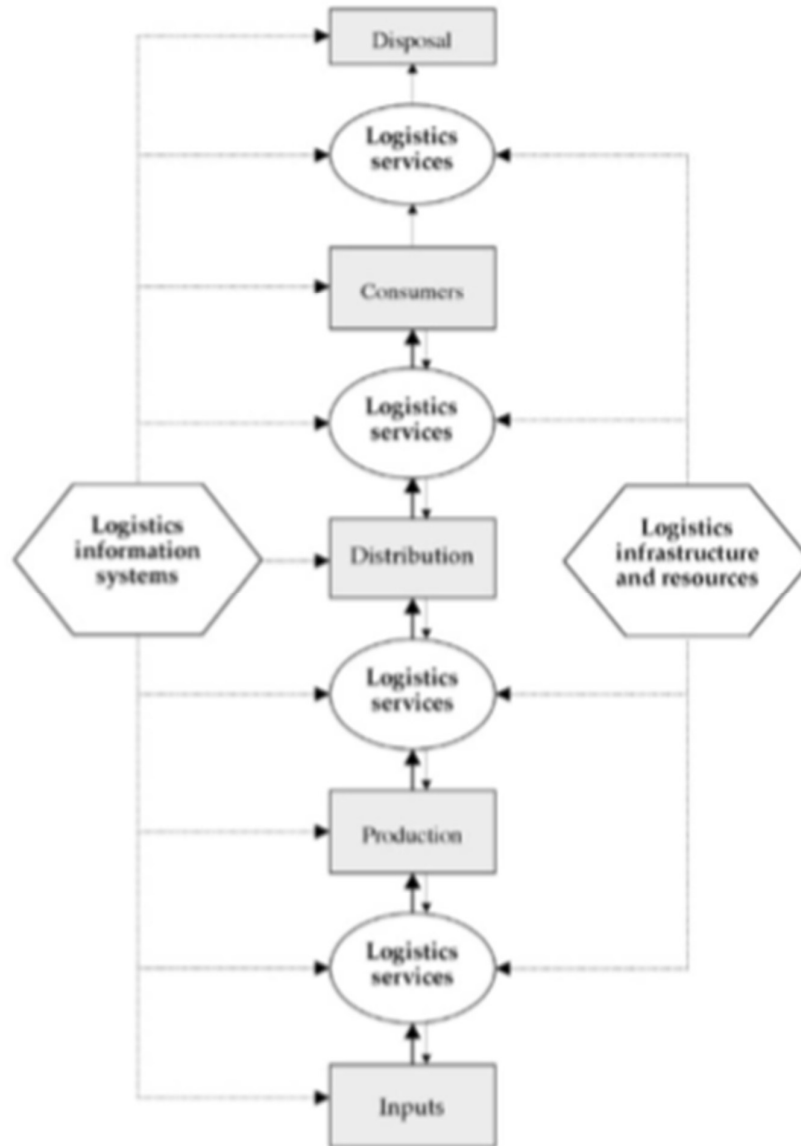 Disposal
Logistics
services
Consumers
Logistics
services
Logistics
information
systems
Distribution
Logistics
infrastructure
and resources
Logistics
services
Production
Logistics
services
Inputs